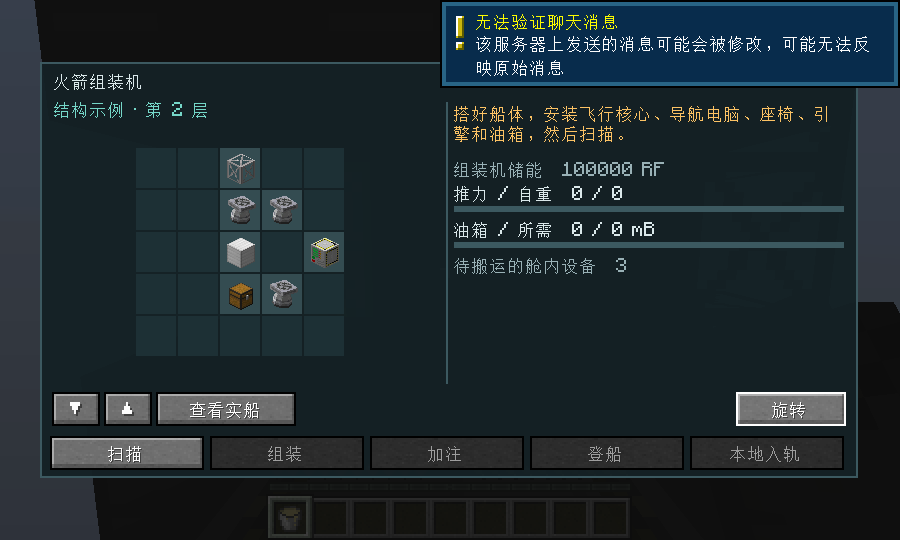 无法验证聊天消息
该服务器上发送的消息可能会被修改，可能无法反
映原始消息
火箭组装机
结构示例 · 第 2 层
搭好船体，安装飞行核心、导航电脑、座椅、引
擎和油箱，然后扫描。
组装机储能 100000 RF
推力 / 自重 0 / 0
油箱 / 所需 0 / 0 mB
待搬运的舱内设备 3
▼ ▲ 查看实船
旋转
扫描 组装 加注 登船 本地入轨